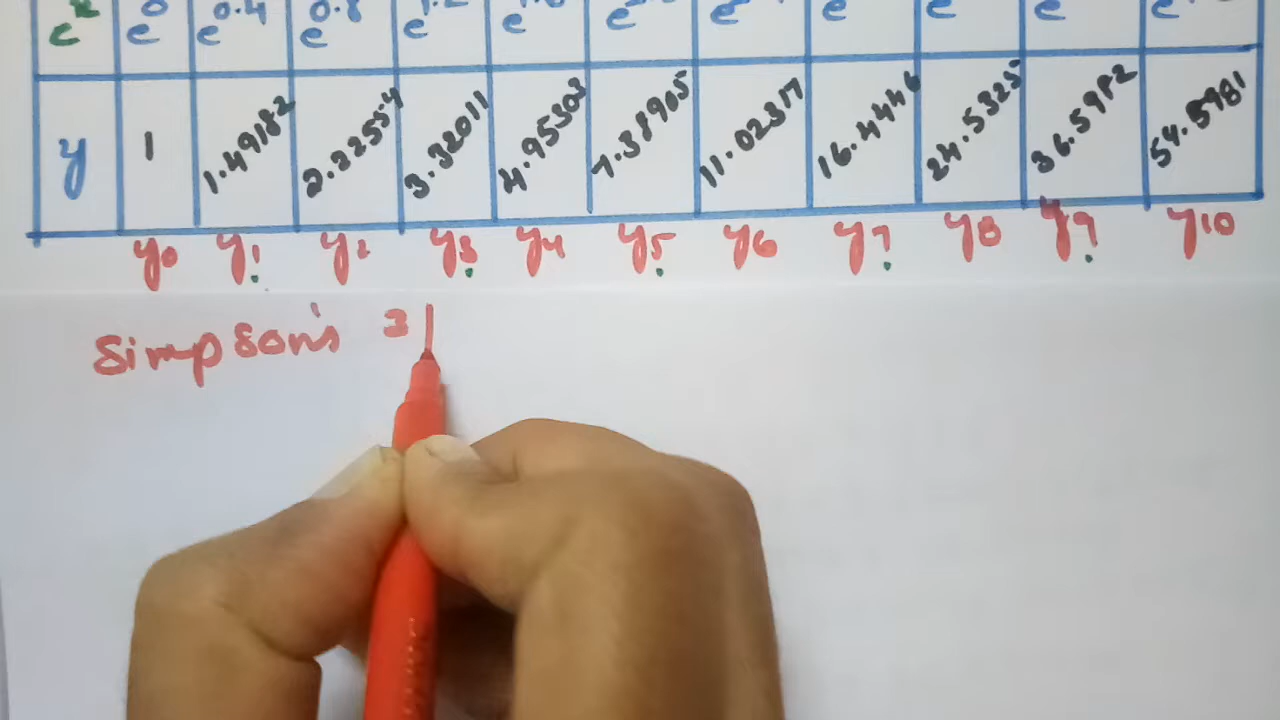 e^x e^0 e^0.4 e^0.8 e^1.2 e e e e e e
y 1 1.49182 2.22554 3.32011 4.95303 7.38905 11.02317 16.4446 24.5325 36.5982 54.5981
y0 y1 y2 y3 y4 y5 y6 y7 y8 y9 y10
Simpson's 3/